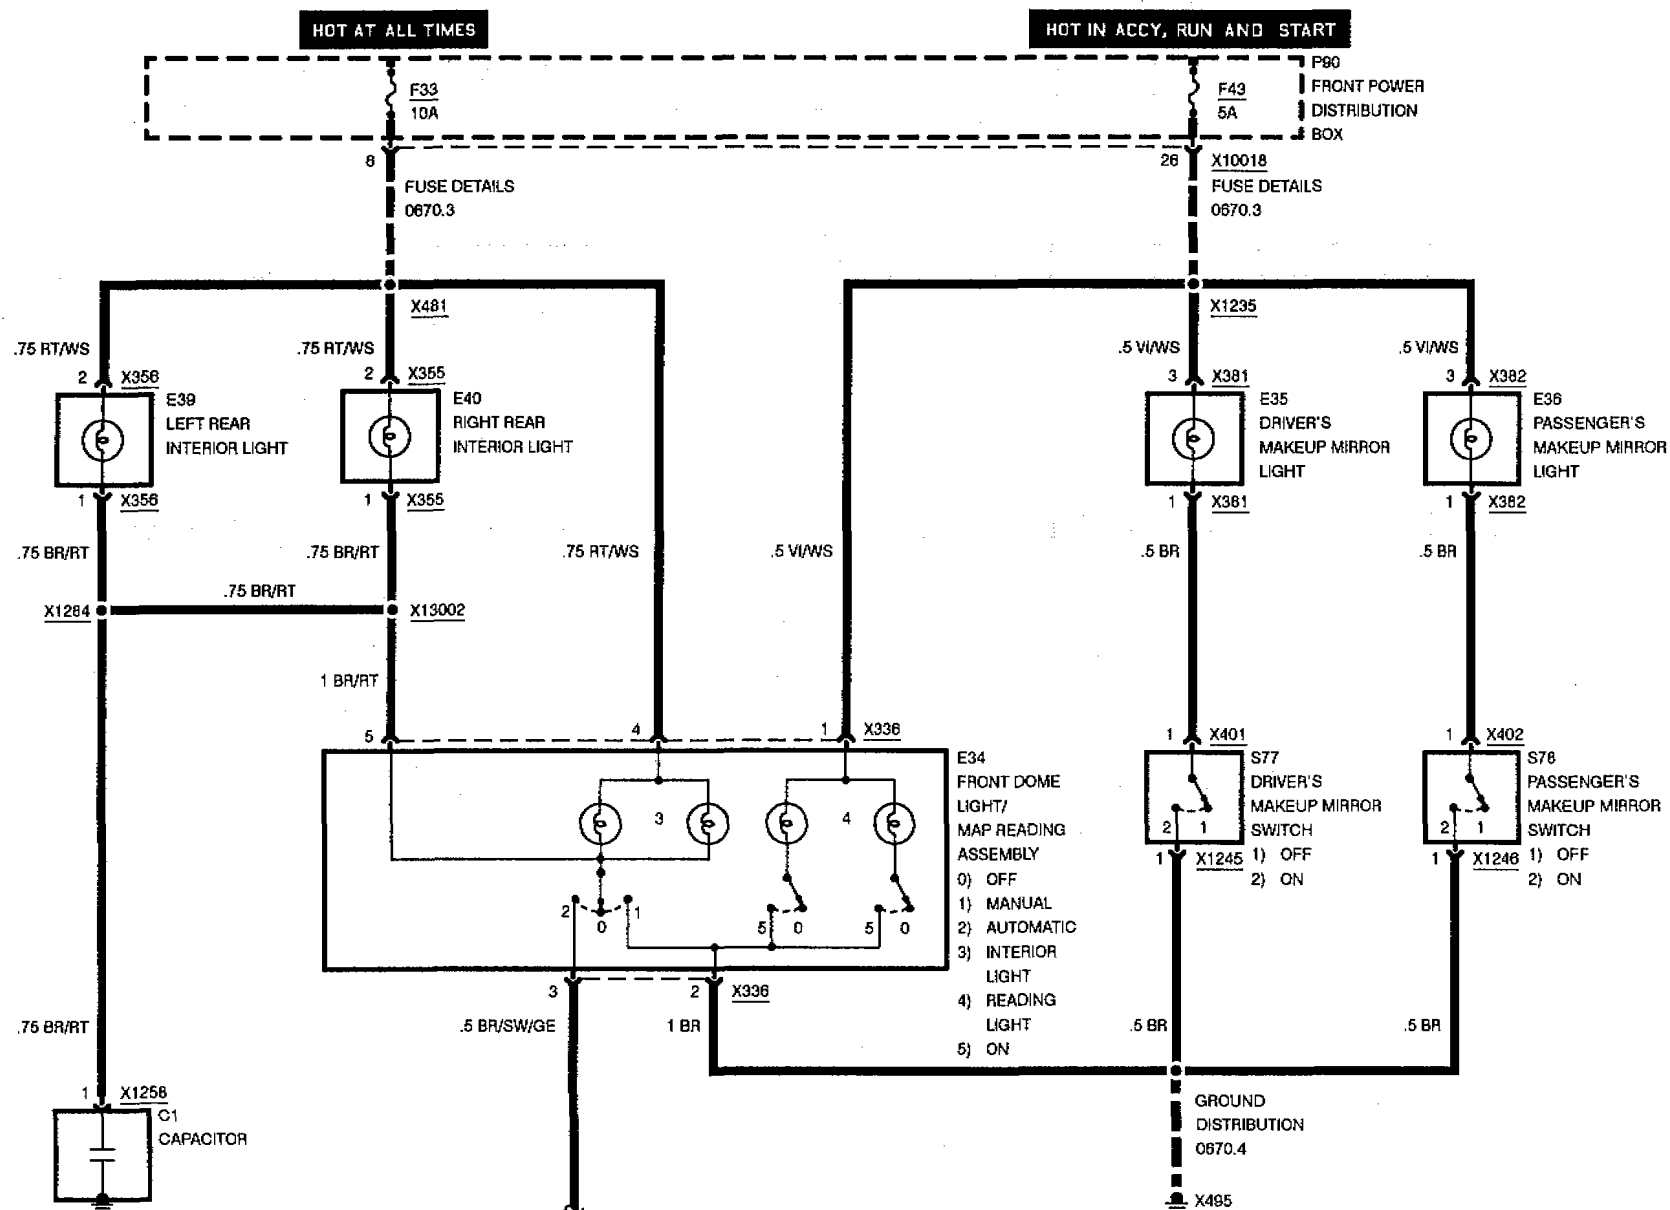 HOT AT ALL TIMES
HOT IN ACCY, RUN AND START
P90
FRONT POWER
DISTRIBUTION
BOX
F33
10A
F43
5A
8
26
X10018
FUSE DETAILS
0670.3
FUSE DETAILS
0670.3
X481
X1235
.75 RT/WS
.75 RT/WS
.5 VI/WS
.5 VI/WS
2
X356
2
X355
3
X381
3
X382
E39
LEFT REAR
INTERIOR LIGHT
E40
RIGHT REAR
INTERIOR LIGHT
E35
DRIVER'S
MAKEUP MIRROR
LIGHT
E36
PASSENGER'S
MAKEUP MIRROR
LIGHT
1
X356
1
X355
1
X381
1
X382
.75 BR/RT
.75 BR/RT
.75 RT/WS
.5 VI/WS
.5 BR
.5 BR
.75 BR/RT
X1284
X13002
1 BR/RT
5
4
1
X336
1
X401
1
X402
E34
FRONT DOME
LIGHT/
MAP READING
ASSEMBLY
0) OFF
1) MANUAL
2) AUTOMATIC
3) INTERIOR
LIGHT
4) READING
LIGHT
5) ON
3
4
2
0
1
5
0
5
0
S77
DRIVER'S
MAKEUP MIRROR
SWITCH
1) OFF
2) ON
2
1
S76
PASSENGER'S
MAKEUP MIRROR
SWITCH
1) OFF
2) ON
2
1
1
X1245
1
X1246
3
2
X336
.75 BR/RT
.5 BR/SW/GE
1 BR
.5 BR
.5 BR
1
X1258
C1
CAPACITOR
GROUND
DISTRIBUTION
0670.4
X495